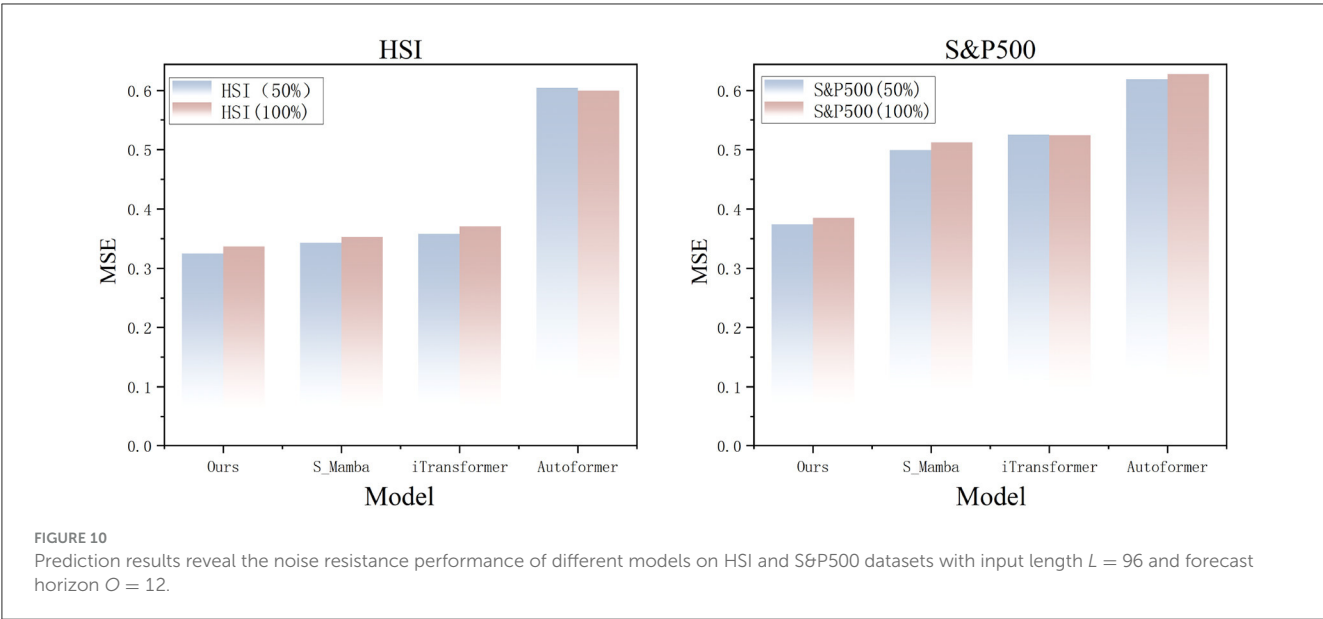 HSI
HSI (50%)
HSI(100%)
0.6
0.5
0.4
0.3
0.2
0.1
0.0
MSE
Ours
S_Mamba
iTransformer
Autoformer
Model
S&P500
S&P500(50%)
S&P500(100%)
0.6
0.5
0.4
0.3
0.2
0.1
0.0
MSE
Ours
S_Mamba
iTransformer
Autoformer
Model
FIGURE 10
Prediction results reveal the noise resistance performance of different models on HSI and S&P500 datasets with input length L = 96 and forecast
horizon O = 12.